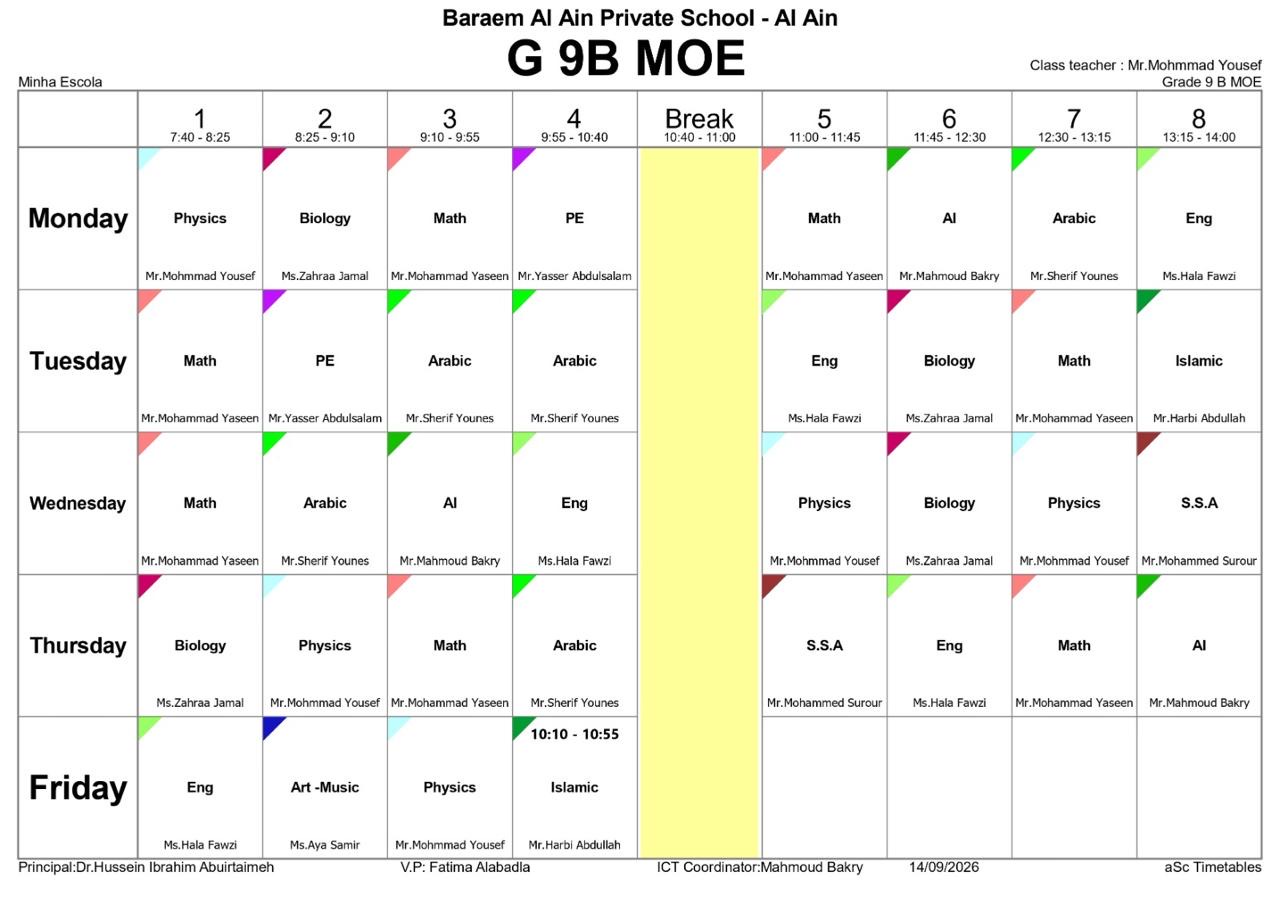 Baraem Al Ain Private School - Al Ain
G 9B MOE
Class teacher : Mr.Mohmmad Yousef
Minha Escola
Grade 9 B MOE
1 2 3 4 Break 5 6 7 8
7:40 - 8:25 8:25 - 9:10 9:10 - 9:55 9:55 - 10:40 10:40 - 11:00 11:00 - 11:45 11:45 - 12:30 12:30 - 13:15 13:15 - 14:00
Monday Physics Biology Math PE Math AI Arabic Eng
Mr.Mohmmad Yousef Ms.Zahraa Jamal Mr.Mohammad Yaseen Mr.Yasser Abdulsalam Mr.Mohammad Yaseen Mr.Mahmoud Bakry Mr.Sherif Younes Ms.Hala Fawzi
Tuesday Math PE Arabic Arabic Eng Biology Math Islamic
Mr.Mohammad Yaseen Mr.Yasser Abdulsalam Mr.Sherif Younes Mr.Sherif Younes Ms.Hala Fawzi Ms.Zahraa Jamal Mr.Mohammad Yaseen Mr.Harbi Abdullah
Wednesday Math Arabic AI Eng Physics Biology Physics S.S.A
Mr.Mohammad Yaseen Mr.Sherif Younes Mr.Mahmoud Bakry Ms.Hala Fawzi Mr.Mohmmad Yousef Ms.Zahraa Jamal Mr.Mohmmad Yousef Mr.Mohammed Surour
Thursday Biology Physics Math Arabic S.S.A Eng Math AI
Ms.Zahraa Jamal Mr.Mohmmad Yousef Mr.Mohammad Yaseen Mr.Sherif Younes Mr.Mohammed Surour Ms.Hala Fawzi Mr.Mohammad Yaseen Mr.Mahmoud Bakry
10:10 - 10:55
Friday Eng Art -Music Physics Islamic
Ms.Hala Fawzi Ms.Aya Samir Mr.Mohmmad Yousef Mr.Harbi Abdullah
Principal:Dr.Hussein Ibrahim Abuirtaimeh V.P: Fatima Alabadla ICT Coordinator:Mahmoud Bakry 14/09/2026 aSc Timetables